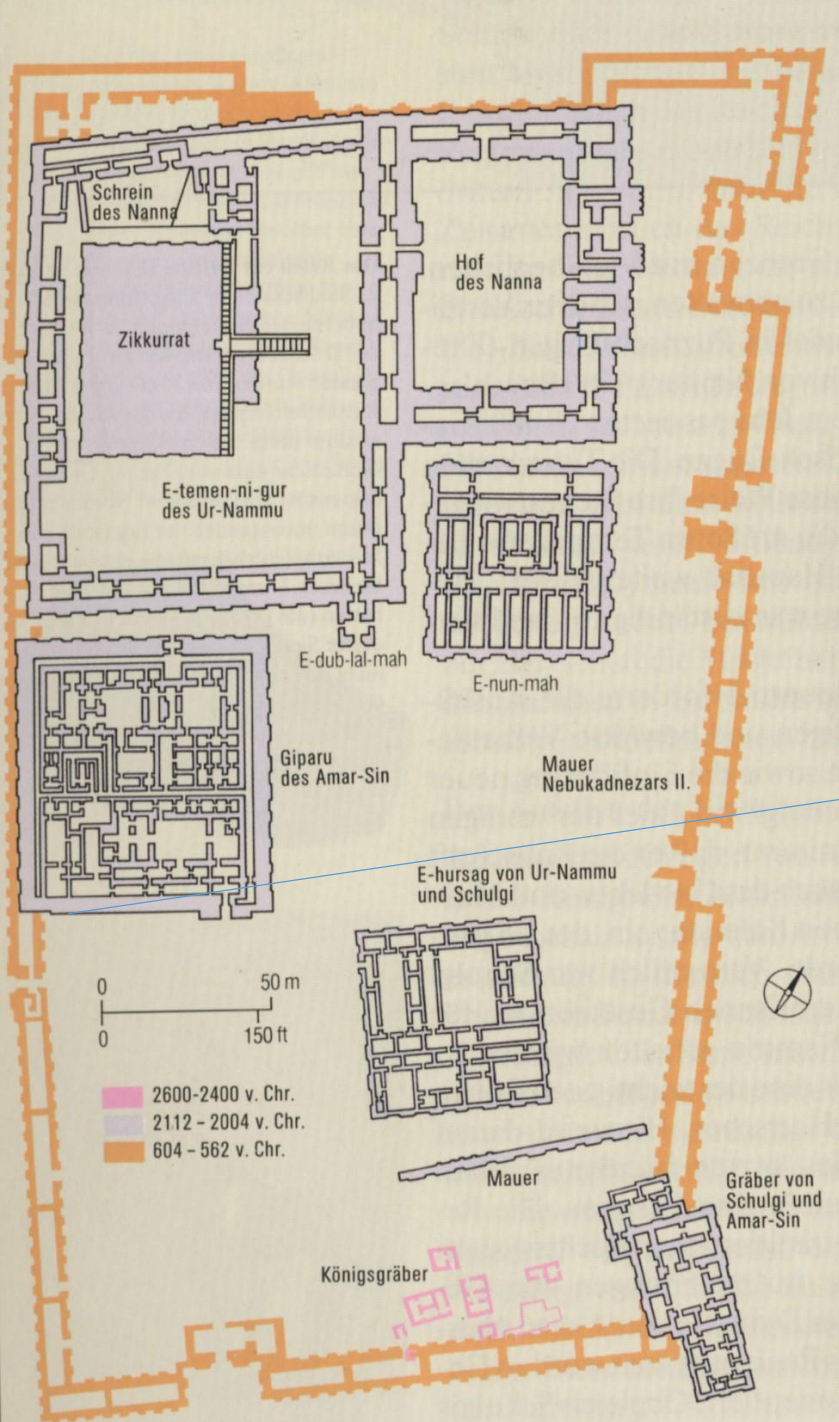 Schrein
des Nanna
Hof
des Nanna
Zikkurrat
E-temen-ni-gur
des Ur-Nammu
E-dub-lal-mah
E-nun-mah
Giparu
des Amar-Sin
Mauer
Nebukadnezars II.
E-hursag von Ur-Nammu
und Schulgi
0 50 m
0 150 ft
2600-2400 v. Chr.
2112 – 2004 v. Chr.
604 – 562 v. Chr.
Mauer
Gräber von
Schulgi und
Amar-Sin
Königsgräber